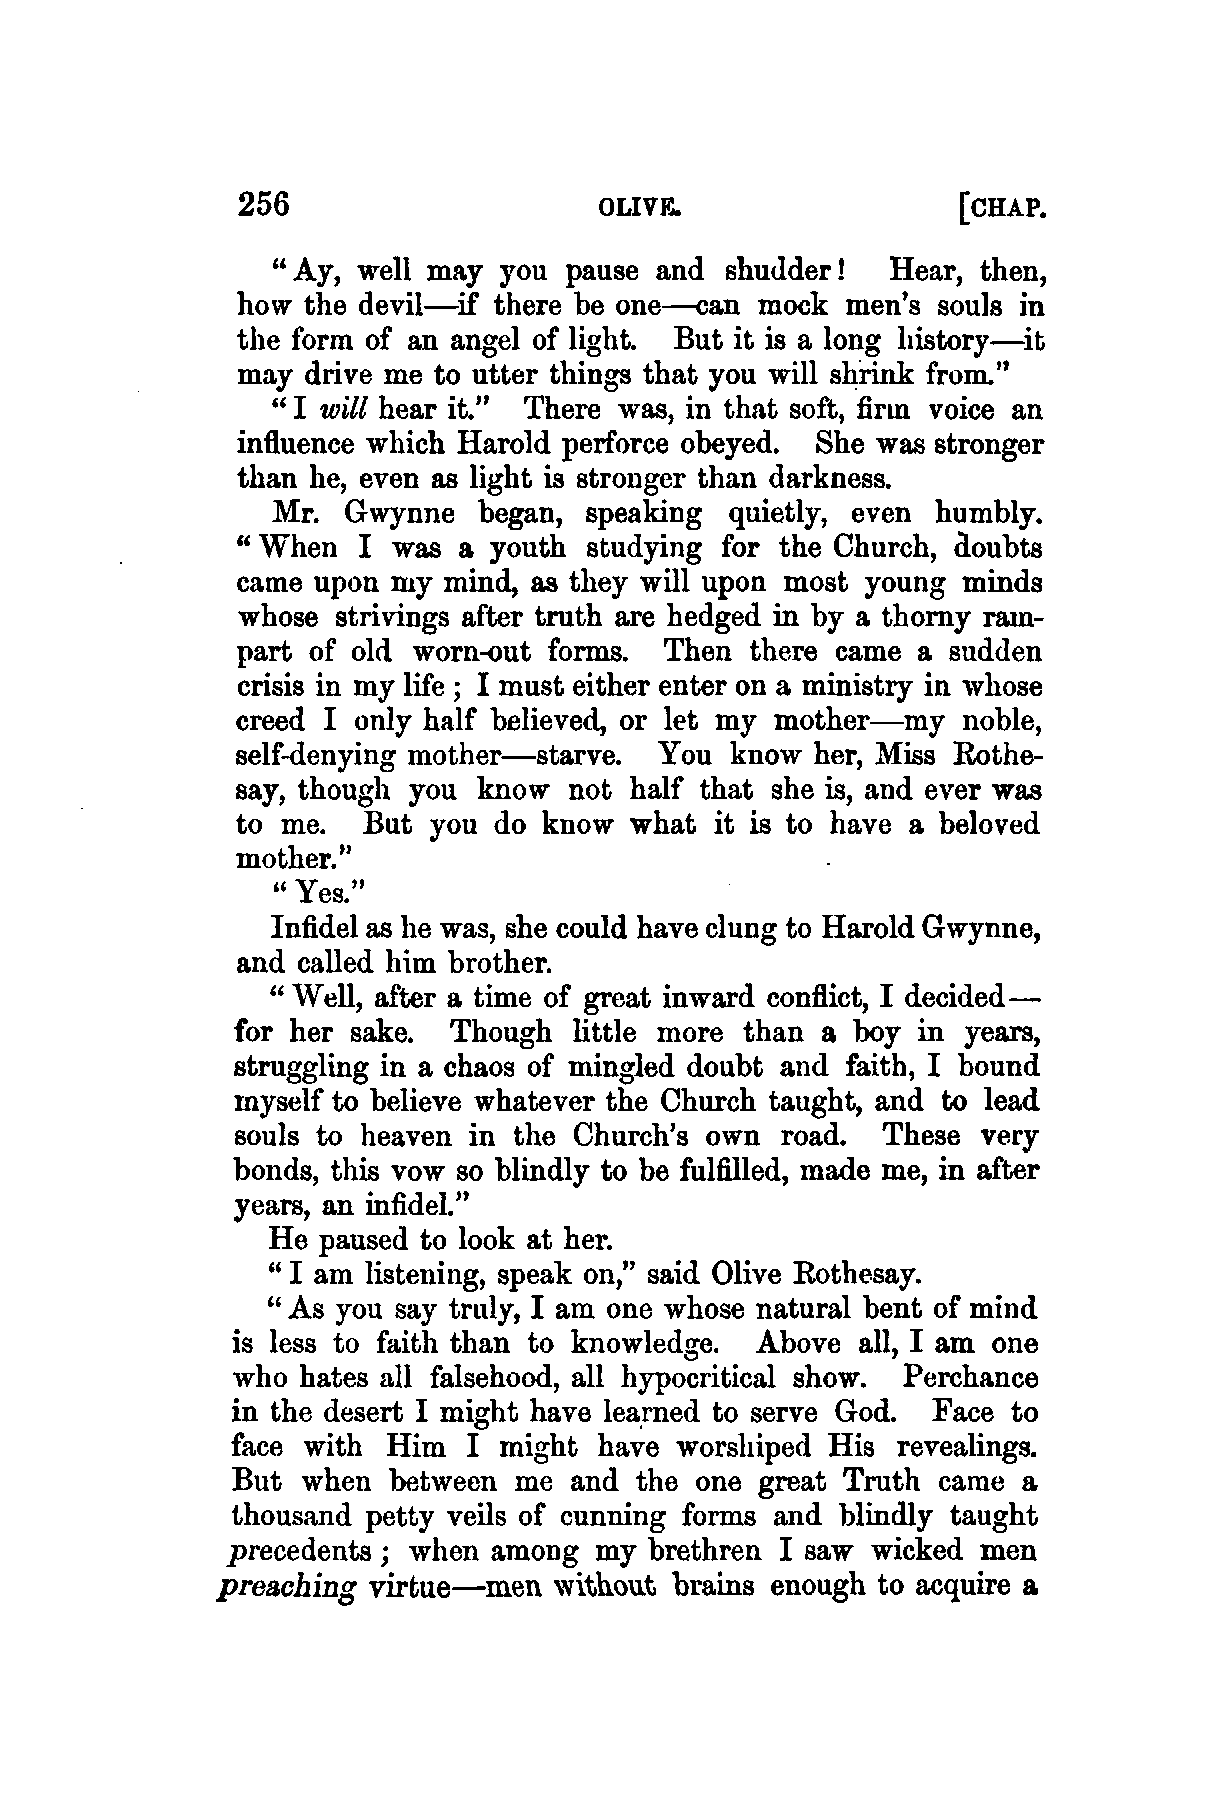 256 OLIVE. [CHAP.
"Ay, well may you pause and shudder! Hear, then,
how the devil—if there be one—can mock men's souls in
the form of an angel of light. But it is a long history—it
may drive me to utter things that you will shrink from."
"I will hear it." There was, in that soft, firm voice an
influence which Harold perforce obeyed. She was stronger
than he, even as light is stronger than darkness.
Mr. Gwynne began, speaking quietly, even humbly.
"When I was a youth studying for the Church, doubts
came upon my mind, as they will upon most young minds
whose strivings after truth are hedged in by a thorny ram-
part of old worn-out forms. Then there came a sudden
crisis in my life; I must either enter on a ministry in whose
creed I only half believed, or let my mother—my noble,
self-denying mother—starve. You know her, Miss Rothe-
say, though you know not half that she is, and ever was
to me. But you do know what it is to have a beloved
mother."
"Yes."
Infidel as he was, she could have clung to Harold Gwynne,
and called him brother.
"Well, after a time of great inward conflict, I decided—
for her sake. Though little more than a boy in years,
struggling in a chaos of mingled doubt and faith, I bound
myself to believe whatever the Church taught, and to lead
souls to heaven in the Church's own road. These very
bonds, this vow so blindly to be fulfilled, made me, in after
years, an infidel."
He paused to look at her.
"I am listening, speak on," said Olive Rothesay.
"As you say truly, I am one whose natural bent of mind
is less to faith than to knowledge. Above all, I am one
who hates all falsehood, all hypocritical show. Perchance
in the desert I might have learned to serve God. Face to
face with Him I might have worshiped His revealings.
But when between me and the one great Truth came a
thousand petty veils of cunning forms and blindly taught
precedents; when among my brethren I saw wicked men
preaching virtue—men without brains enough to acquire a